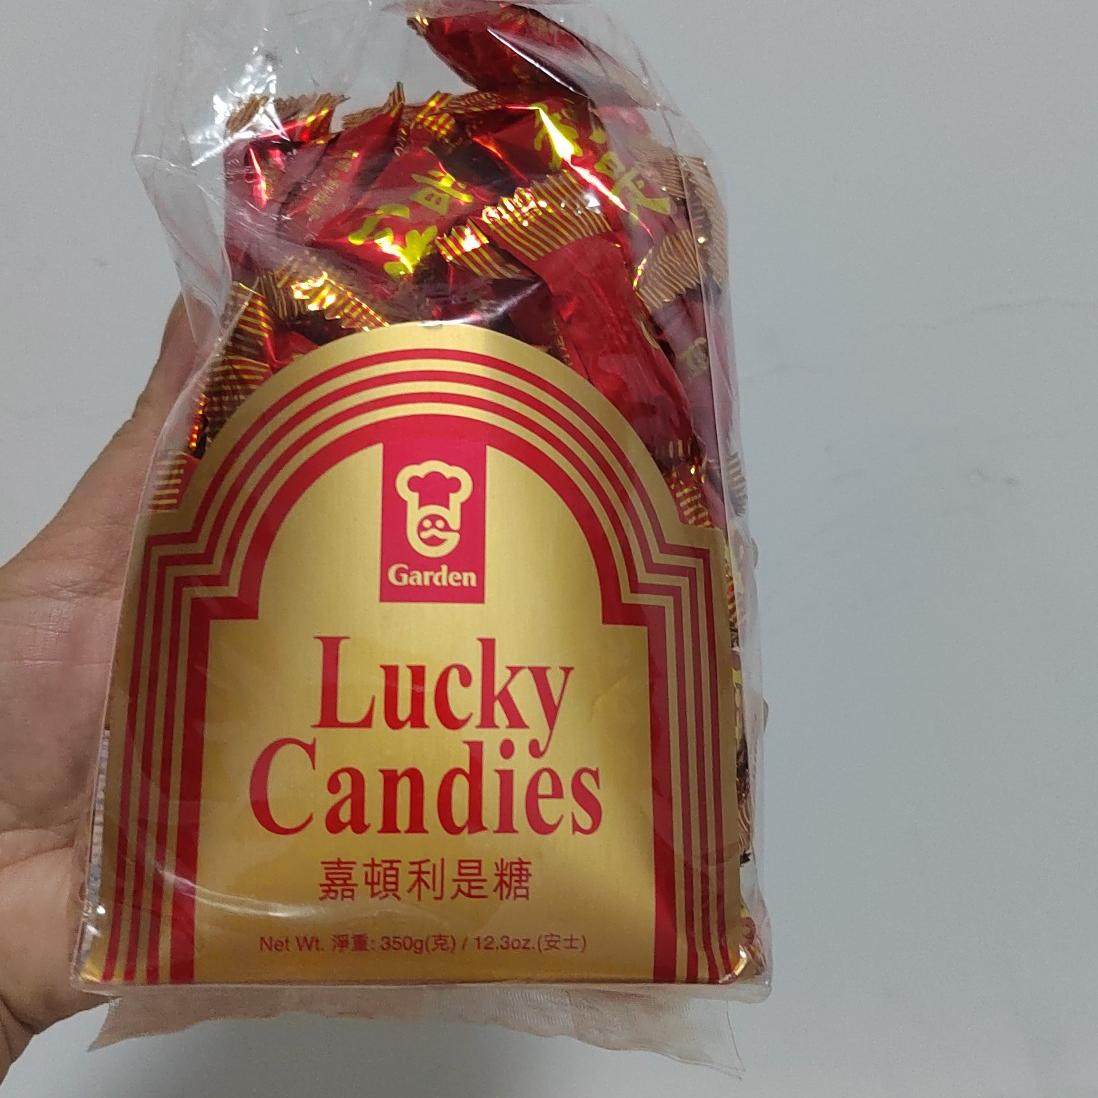 Garden
Lucky
Candies
嘉頓利是糖
Net Wt. 淨重: 350g(克) / 12.3oz.(安士)